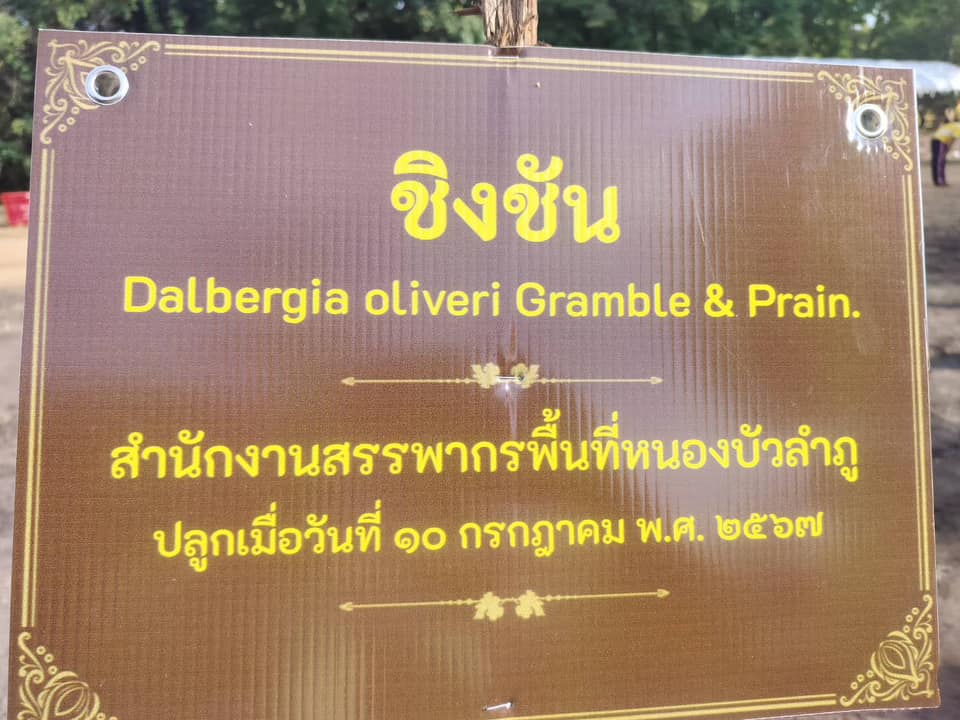 ชิงชัน
Dalbergia oliveri Gramble & Prain.
สำนักงานสรรพากรพื้นที่หนองบัวลำภู
ปลูกเมื่อวันที่ ๑๐ กรกฎาคม พ.ศ. ๒๕๖๗